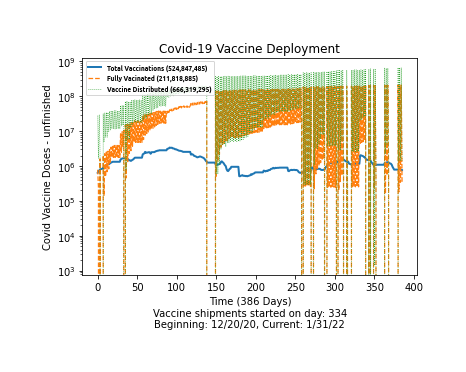 Covid-19 Vaccine Deployment
Total Vaccinations (524,847,485)
Fully Vacinated (211,818,885)
Vaccine Distributed (666,319,295)
Covid Vaccine Doses - unfinished
10⁹
10⁸
10⁷
10⁶
10⁵
10⁴
10³
0 50 100 150 200 250 300 350 400
Time (386 Days)
Vaccine shipments started on day: 334
Beginning: 12/20/20, Current: 1/31/22